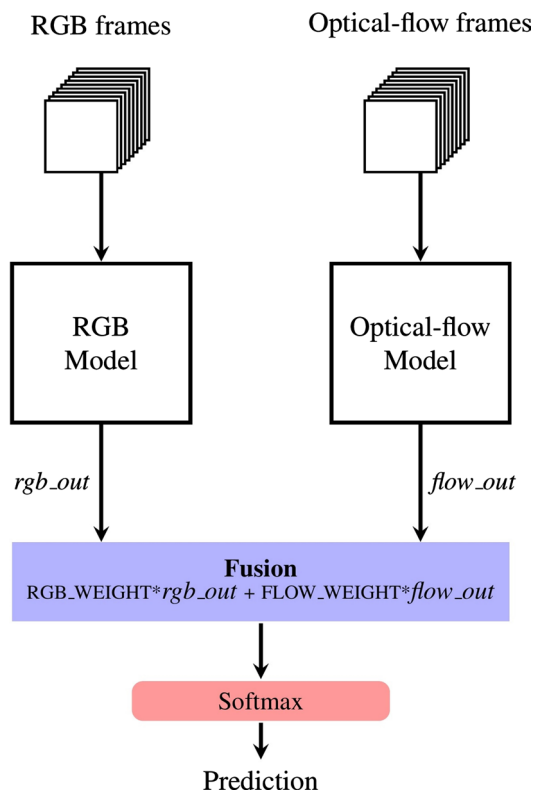 RGB frames
Optical-flow frames
RGB
Model
Optical-flow
Model
rgb_out
flow_out
Fusion
RGB_WEIGHT*rgb_out + FLOW_WEIGHT*flow_out
Softmax
Prediction